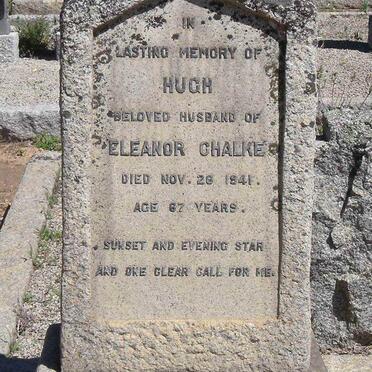 IN
LASTING MEMORY OF
HUGH
BELOVED HUSBAND OF
ELEANOR CHALKE
DIED NOV. 26 1941.
AGE 67 YEARS.
SUNSET AND EVENING STAR
AND ONE CLEAR CALL FOR ME.